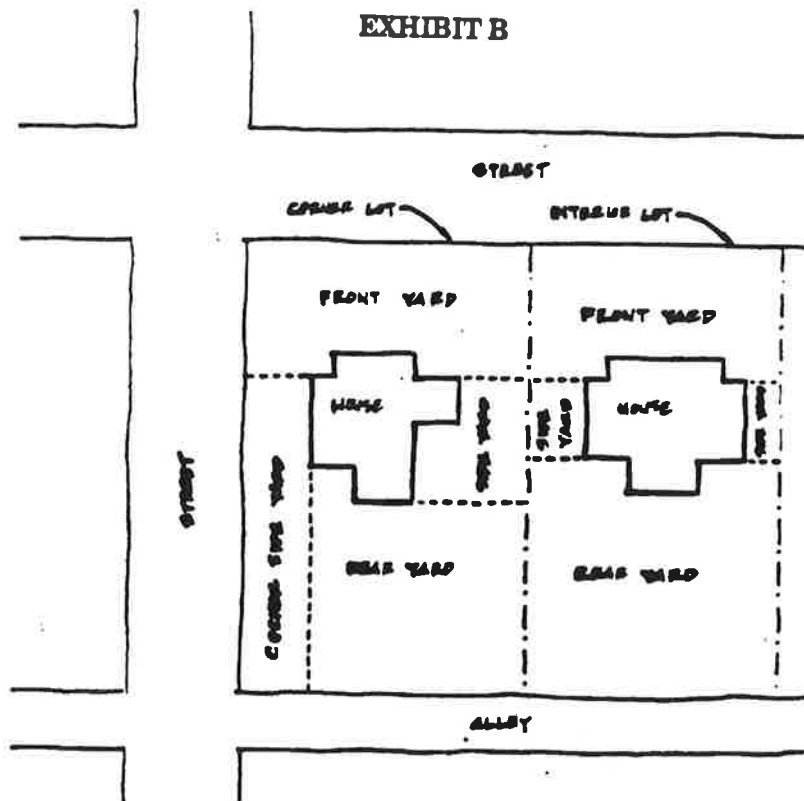 EXHIBIT B
STREET
CORNER LOT
INTERIOR LOT
FRONT YARD
FRONT YARD
HOUSE
SIDE YARD
SIDE
YARD
HOUSE
SIDE YARD
STREET
CORNER SIDE YARD
REAR YARD
REAR YARD
ALLEY